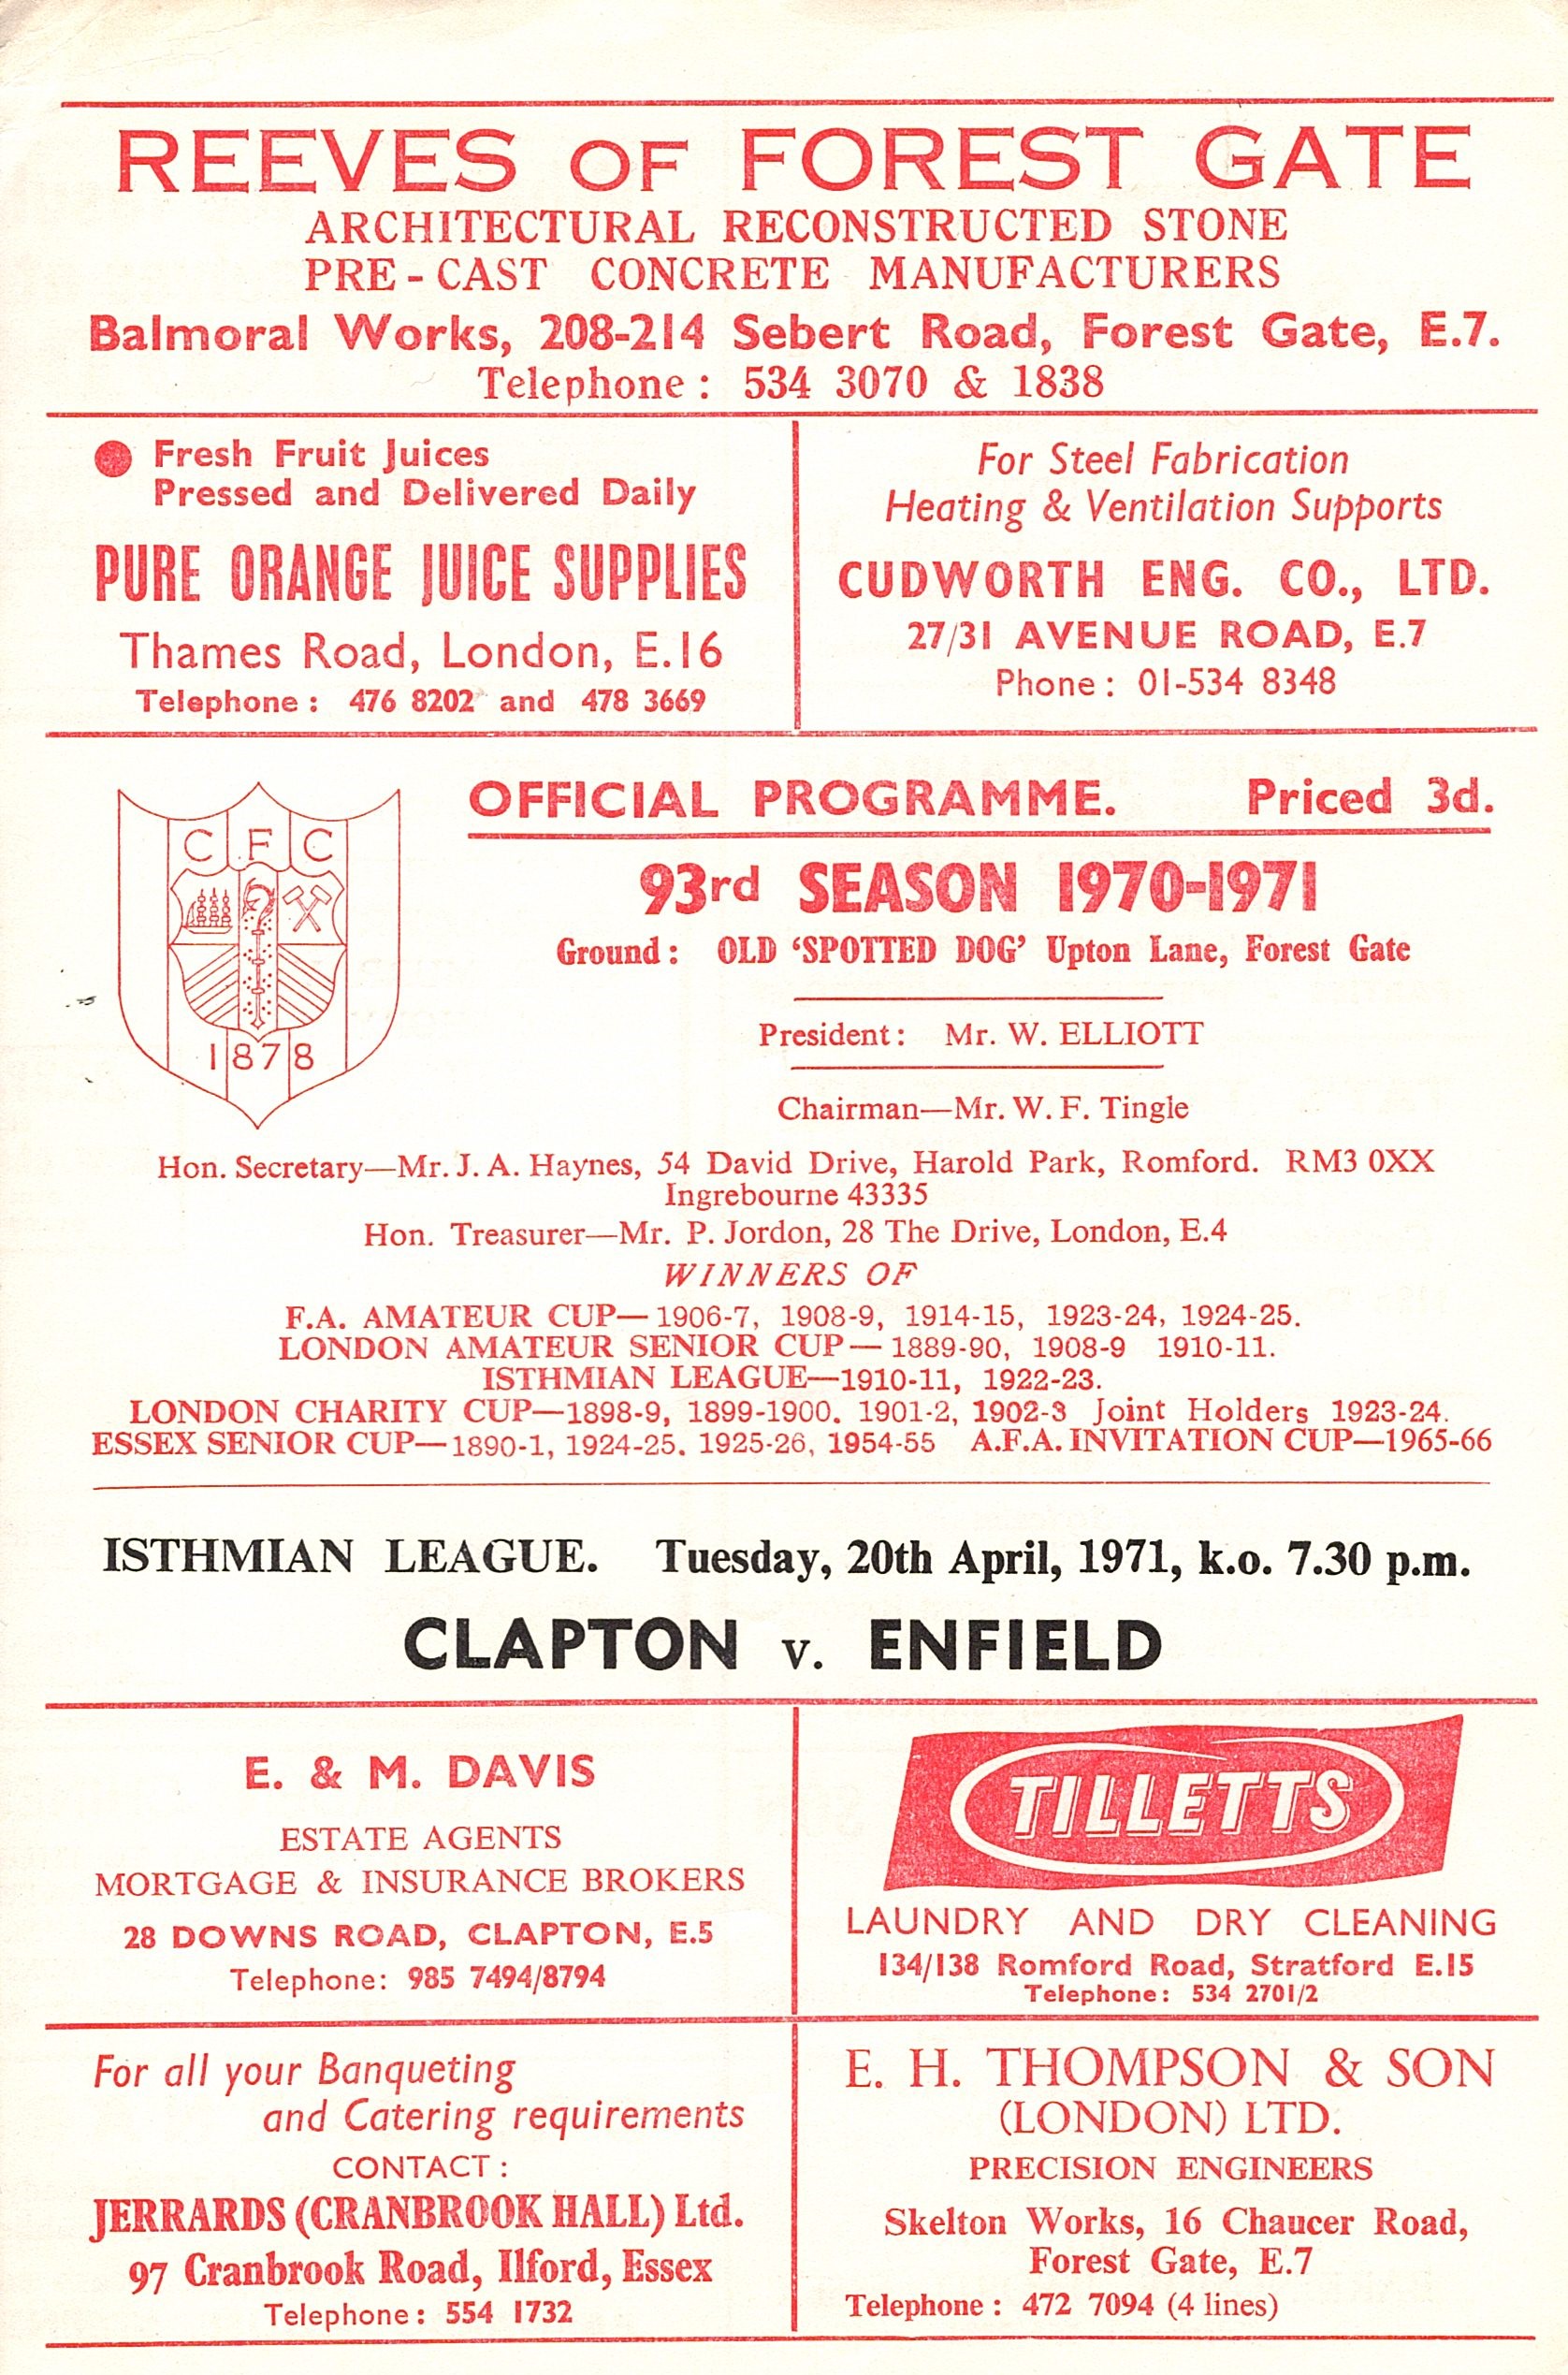 REEVES OF FOREST GATE
ARCHITECTURAL RECONSTRUCTED STONE
PRE-CAST CONCRETE MANUFACTURERS
Balmoral Works, 208-214 Sebert Road, Forest Gate, E.7.
Telephone: 534 3070 & 1838
Fresh Fruit Juices
Pressed and Delivered Daily
PURE ORANGE JUICE SUPPLIES
Thames Road, London, E.16
Telephone: 476 8202 and 478 3669
For Steel Fabrication
Heating & Ventilation Supports
CUDWORTH ENG. CO., LTD.
27/31 AVENUE ROAD, E.7
Phone: 01-534 8348
C F C
1878
OFFICIAL PROGRAMME. Priced 3d.
93rd SEASON 1970-1971
Ground: OLD 'SPOTTED DOG' Upton Lane, Forest Gate
President: Mr. W. ELLIOTT
Chairman—Mr. W. F. Tingle
Hon. Secretary—Mr. J. A. Haynes, 54 David Drive, Harold Park, Romford. RM3 0XX
Ingrebourne 43335
Hon. Treasurer—Mr. P. Jordon, 28 The Drive, London, E.4
WINNERS OF
F.A. AMATEUR CUP—1906-7, 1908-9, 1914-15, 1923-24, 1924-25.
LONDON AMATEUR SENIOR CUP—1889-90, 1908-9 1910-11.
ISTHMIAN LEAGUE—1910-11, 1922-23.
LONDON CHARITY CUP—1898-9, 1899-1900. 1901-2, 1902-3 Joint Holders 1923-24.
ESSEX SENIOR CUP—1890-1, 1924-25. 1925-26, 1954-55 A.F.A. INVITATION CUP—1965-66
ISTHMIAN LEAGUE. Tuesday, 20th April, 1971, k.o. 7.30 p.m.
CLAPTON v. ENFIELD
E. & M. DAVIS
ESTATE AGENTS
MORTGAGE & INSURANCE BROKERS
28 DOWNS ROAD, CLAPTON, E.5
Telephone: 985 7494/8794
TILLETTS
LAUNDRY AND DRY CLEANING
134/138 Romford Road, Stratford E.15
Telephone: 534 2701/2
For all your Banqueting
and Catering requirements
CONTACT:
JERRARDS (CRANBROOK HALL) Ltd.
97 Cranbrook Road, Ilford, Essex
Telephone: 554 1732
E. H. THOMPSON & SON
(LONDON) LTD.
PRECISION ENGINEERS
Skelton Works, 16 Chaucer Road,
Forest Gate, E.7
Telephone: 472 7094 (4 lines)